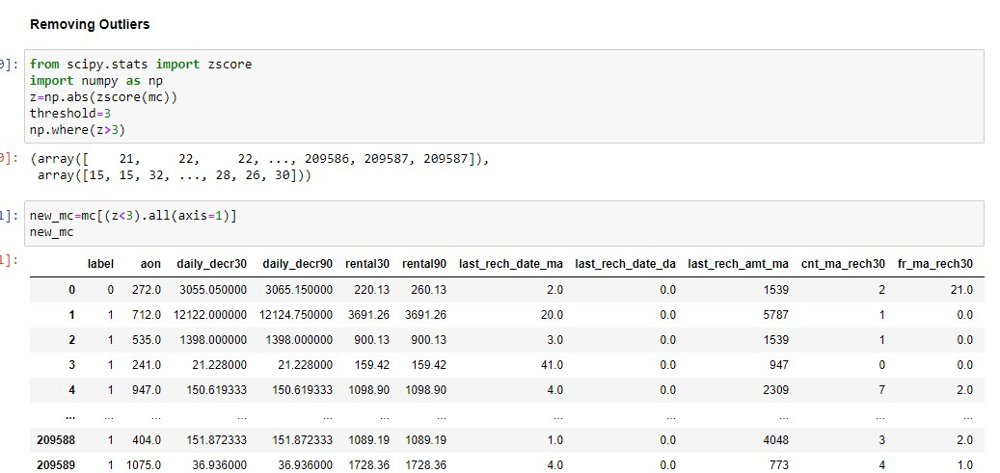 Removing Outliers
9]: from scipy.stats import zscore
import numpy as np
z=np.abs(zscore(mc))
threshold=3
np.where(z>3)
9]: (array([    21,     22,     22, ..., 209586, 209587, 209587]),
array([15, 15, 32, ..., 28, 26, 30]))
1]: new_mc=mc[(z<3).all(axis=1)]
new_mc
1]:
label aon daily_decr30 daily_decr90 rental30 rental90 last_rech_date_ma last_rech_date_da last_rech_amt_ma cnt_ma_rech30 fr_ma_rech30
0 0 272.0 3055.050000 3065.150000 220.13 260.13 2.0 0.0 1539 2 21.0
1 1 712.0 12122.000000 12124.750000 3691.26 3691.26 20.0 0.0 5787 1 0.0
2 1 535.0 1398.000000 1398.000000 900.13 900.13 3.0 0.0 1539 1 0.0
3 1 241.0 21.228000 21.228000 159.42 159.42 41.0 0.0 947 0 0.0
4 1 947.0 150.619333 150.619333 1098.90 1098.90 4.0 0.0 2309 7 2.0
... ... ... ... ... ... ... ... ... ... ... ...
209588 1 404.0 151.872333 151.872333 1089.19 1089.19 1.0 0.0 4048 3 2.0
209589 1 1075.0 36.936000 36.936000 1728.36 1728.36 4.0 0.0 773 4 1.0